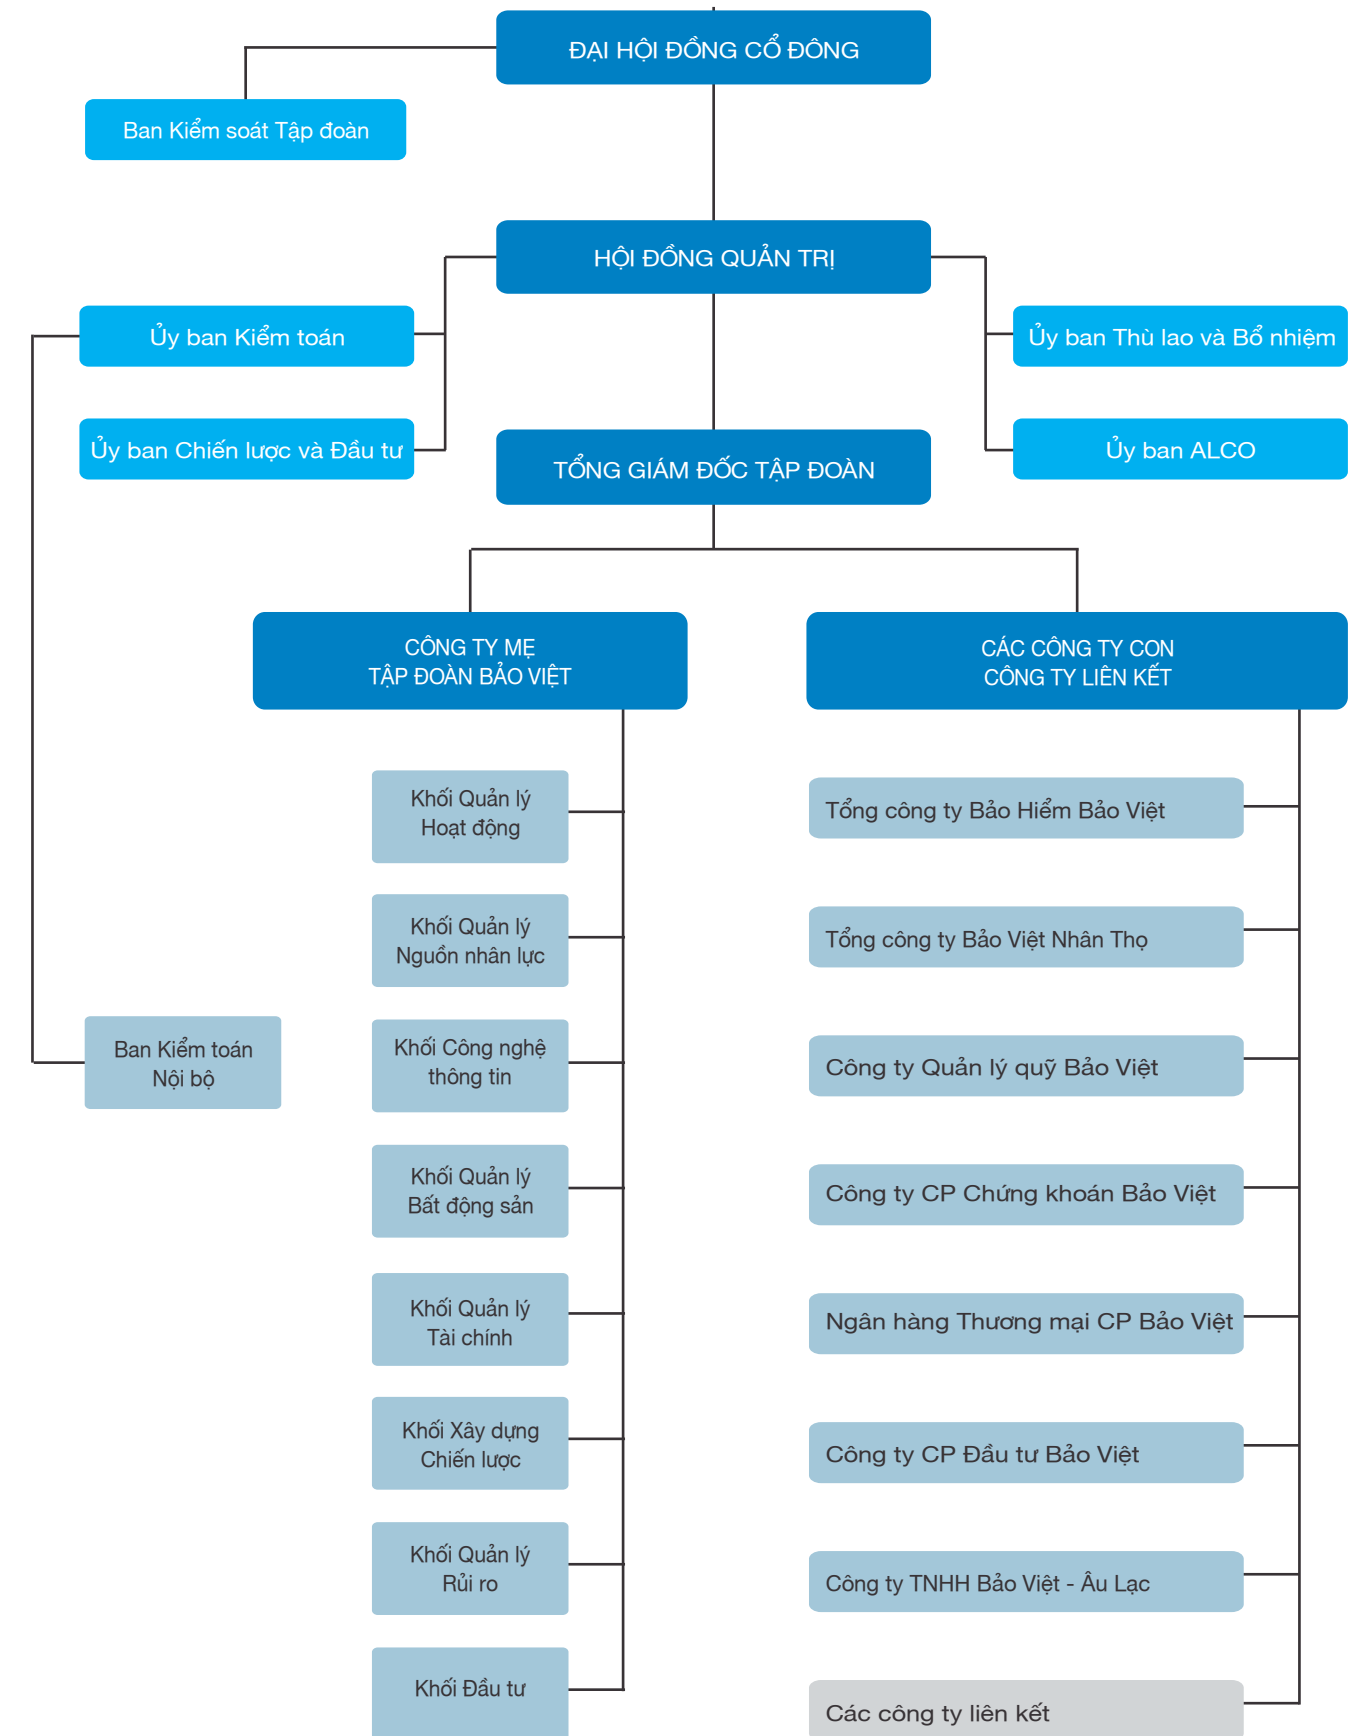 ĐẠI HỘI ĐỒNG CỔ ĐÔNG
Ban Kiểm soát Tập đoàn
HỘI ĐỒNG QUẢN TRỊ
Ủy ban Kiểm toán
Ủy ban Thù lao và Bổ nhiệm
Ủy ban Chiến lược và Đầu tư
Ủy ban ALCO
TỔNG GIÁM ĐỐC TẬP ĐOÀN
CÔNG TY MẸ
TẬP ĐOÀN BẢO VIỆT
CÁC CÔNG TY CON
CÔNG TY LIÊN KẾT
Khối Quản lý
Hoạt động
Khối Quản lý
Nguồn nhân lực
Khối Công nghệ
thông tin
Khối Quản lý
Bất động sản
Khối Quản lý
Tài chính
Khối Xây dựng
Chiến lược
Khối Quản lý
Rủi ro
Khối Đầu tư
Ban Kiểm toán
Nội bộ
Tổng công ty Bảo Hiểm Bảo Việt
Tổng công ty Bảo Việt Nhân Thọ
Công ty Quản lý quỹ Bảo Việt
Công ty CP Chứng khoán Bảo Việt
Ngân hàng Thương mại CP Bảo Việt
Công ty CP Đầu tư Bảo Việt
Công ty TNHH Bảo Việt - Âu Lạc
Các công ty liên kết